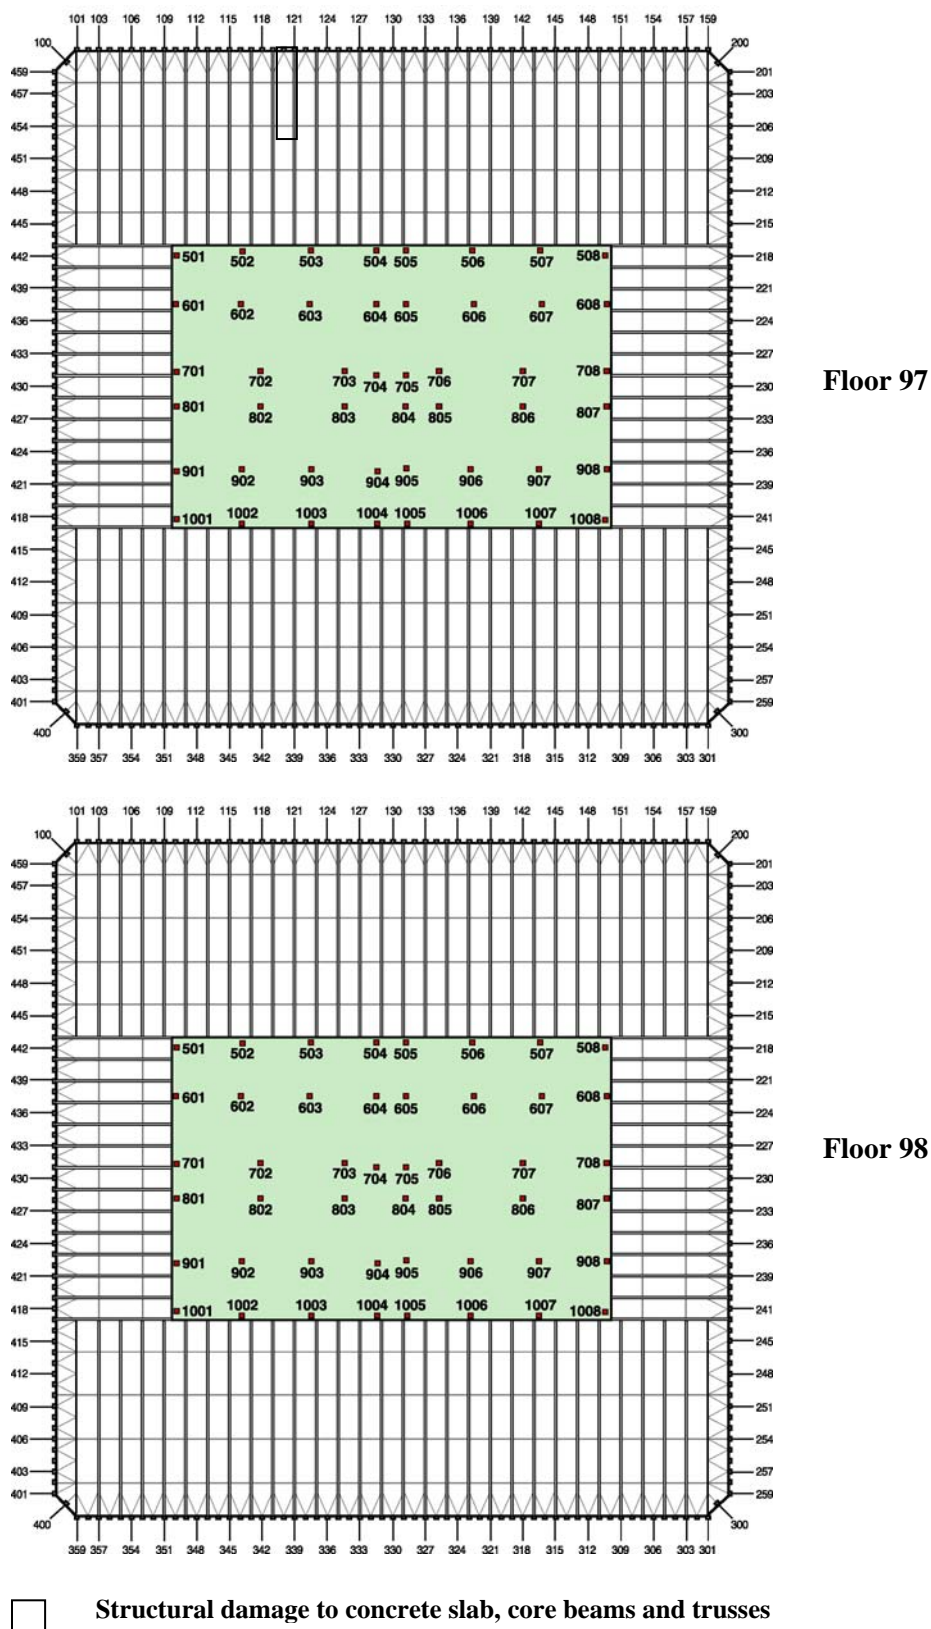 101 103 106 109 112 115 118 121 124 127 130 133 136 139 142 145 148 151 154 157 159
100 200
459 201
457 203
454 206
451 209
448 212
445 215
442 501 502 503 504 505 506 507 508 218
439 221
601 602 603 604 605 606 607 608
436 224
433 227
701 702 703 704 705 706 707 708
Floor 97
430 230
801 802 803 804 805 806 807
427 233
424 236
901 902 903 904 905 906 907 908
421 239
418 1001 1002 1003 1004 1005 1006 1007 1008 241
415 245
412 248
409 251
406 254
403 257
401 259
400 300
359 357 354 351 348 345 342 339 336 333 330 327 324 321 318 315 312 309 306 303 301
101 103 106 109 112 115 118 121 124 127 130 133 136 139 142 145 148 151 154 157 159
100 200
459 201
457 203
454 206
451 209
448 212
445 215
442 501 502 503 504 505 506 507 508 218
439 221
601 602 603 604 605 606 607 608
436 224
433 227
Floor 98
701 702 703 704 705 706 707 708
430 230
801 802 803 804 805 806 807
427 233
424 236
901 902 903 904 905 906 907 908
421 239
418 1001 1002 1003 1004 1005 1006 1007 1008 241
415 245
412 248
409 251
406 254
403 257
401 259
400 300
359 357 354 351 348 345 342 339 336 333 330 327 324 321 318 315 312 309 306 303 301
Structural damage to concrete slab, core beams and trusses